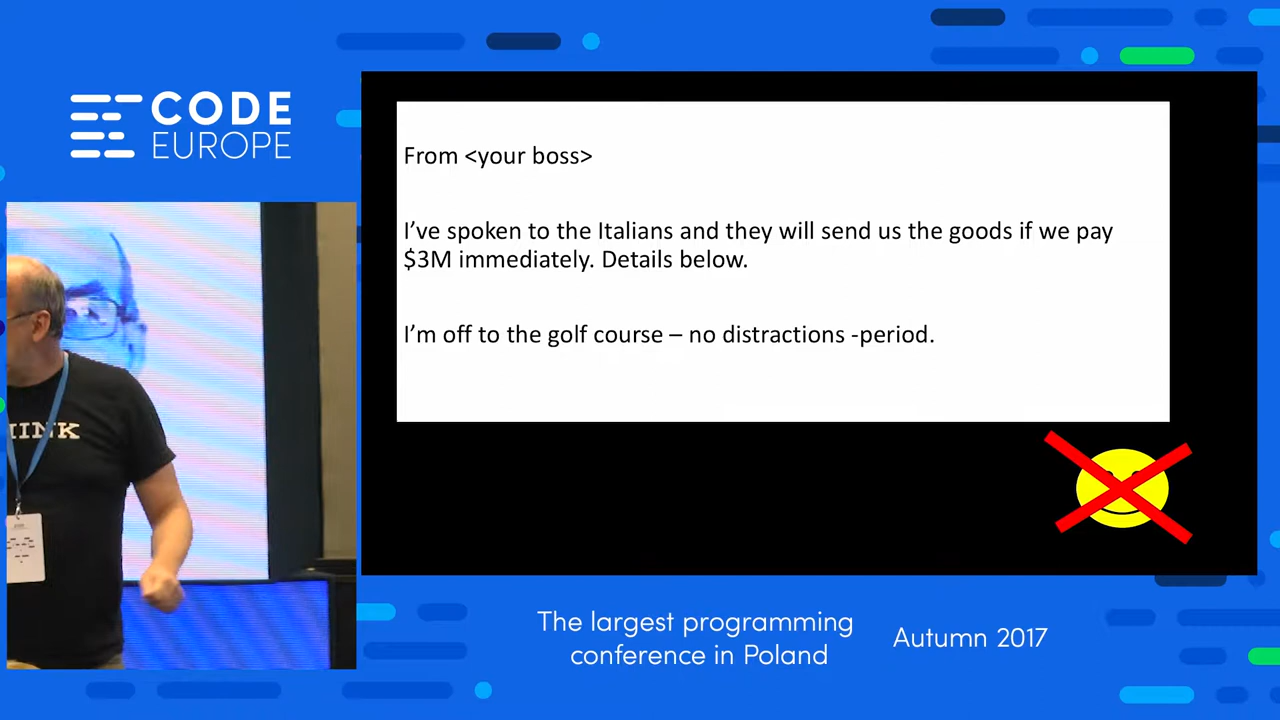 CODE
EUROPE
From <your boss>
I’ve spoken to the Italians and they will send us the goods if we pay
$3M immediately. Details below.
I’m off to the golf course – no distractions -period.
The largest programming
conference in Poland
Autumn 2017